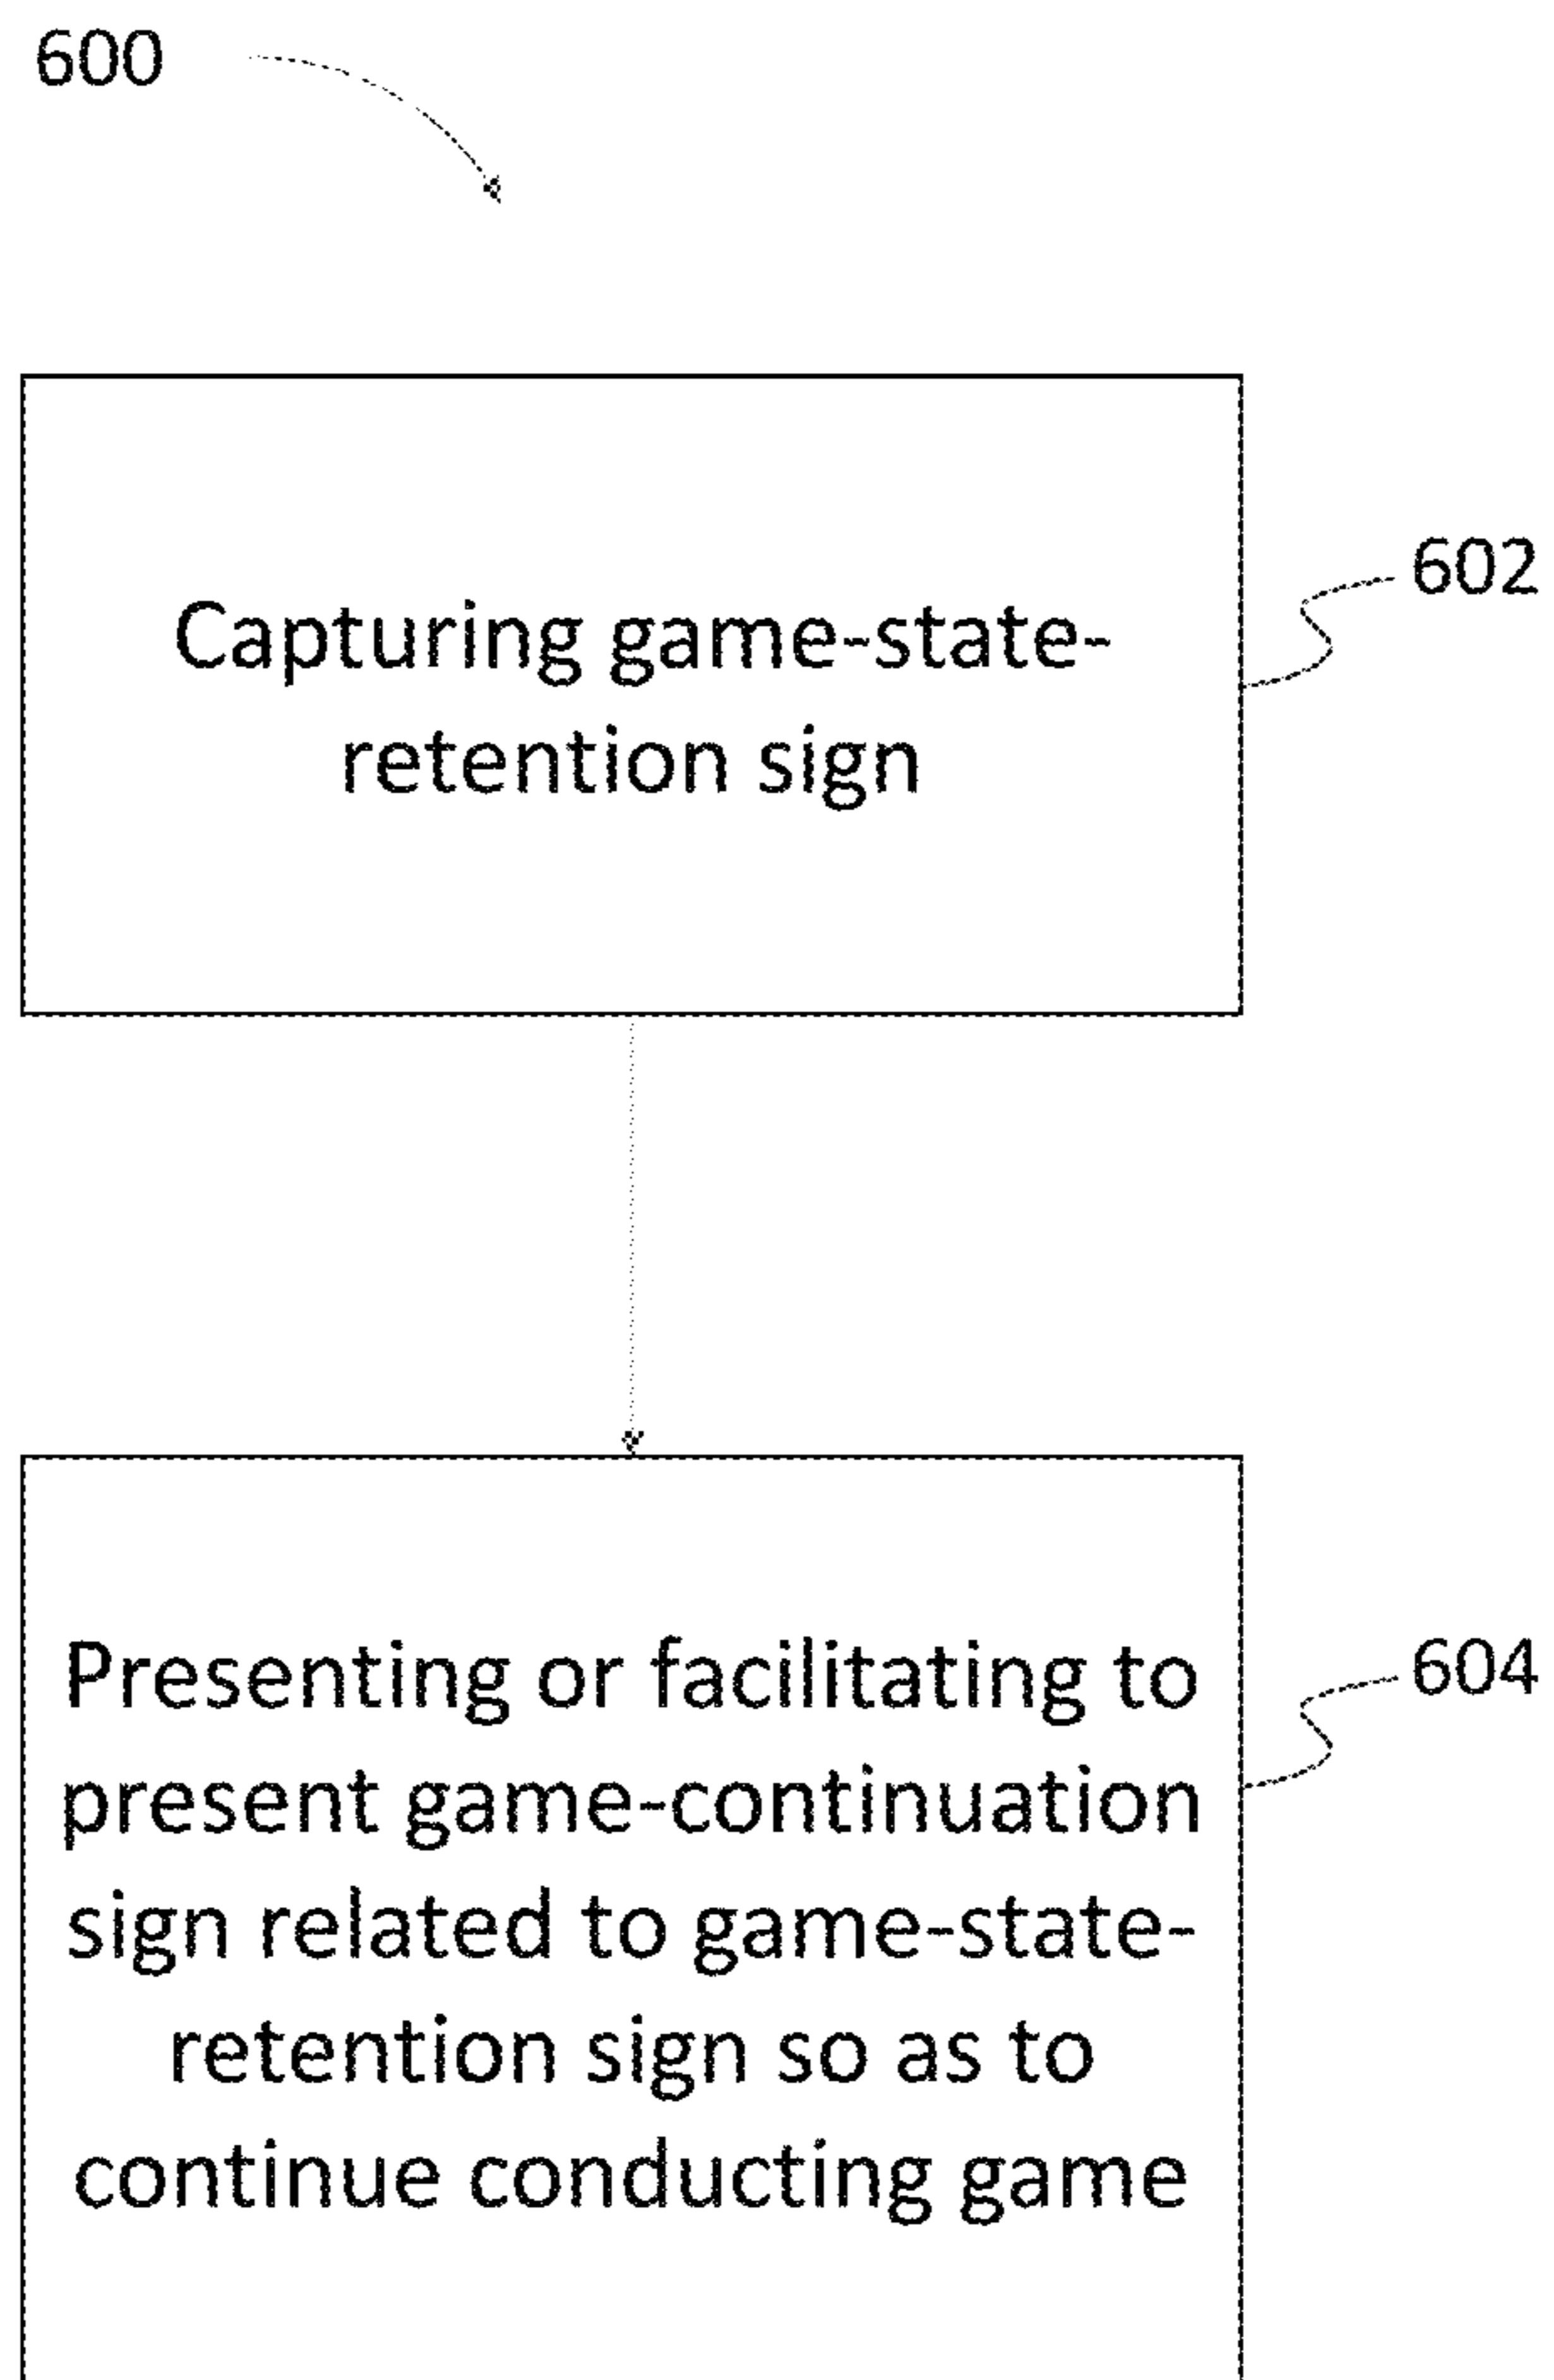 600
Capturing game-state-
retention sign
602
Presenting or facilitating to
present game-continuation
sign related to game-state-
retention sign so as to
continue conducting game
604